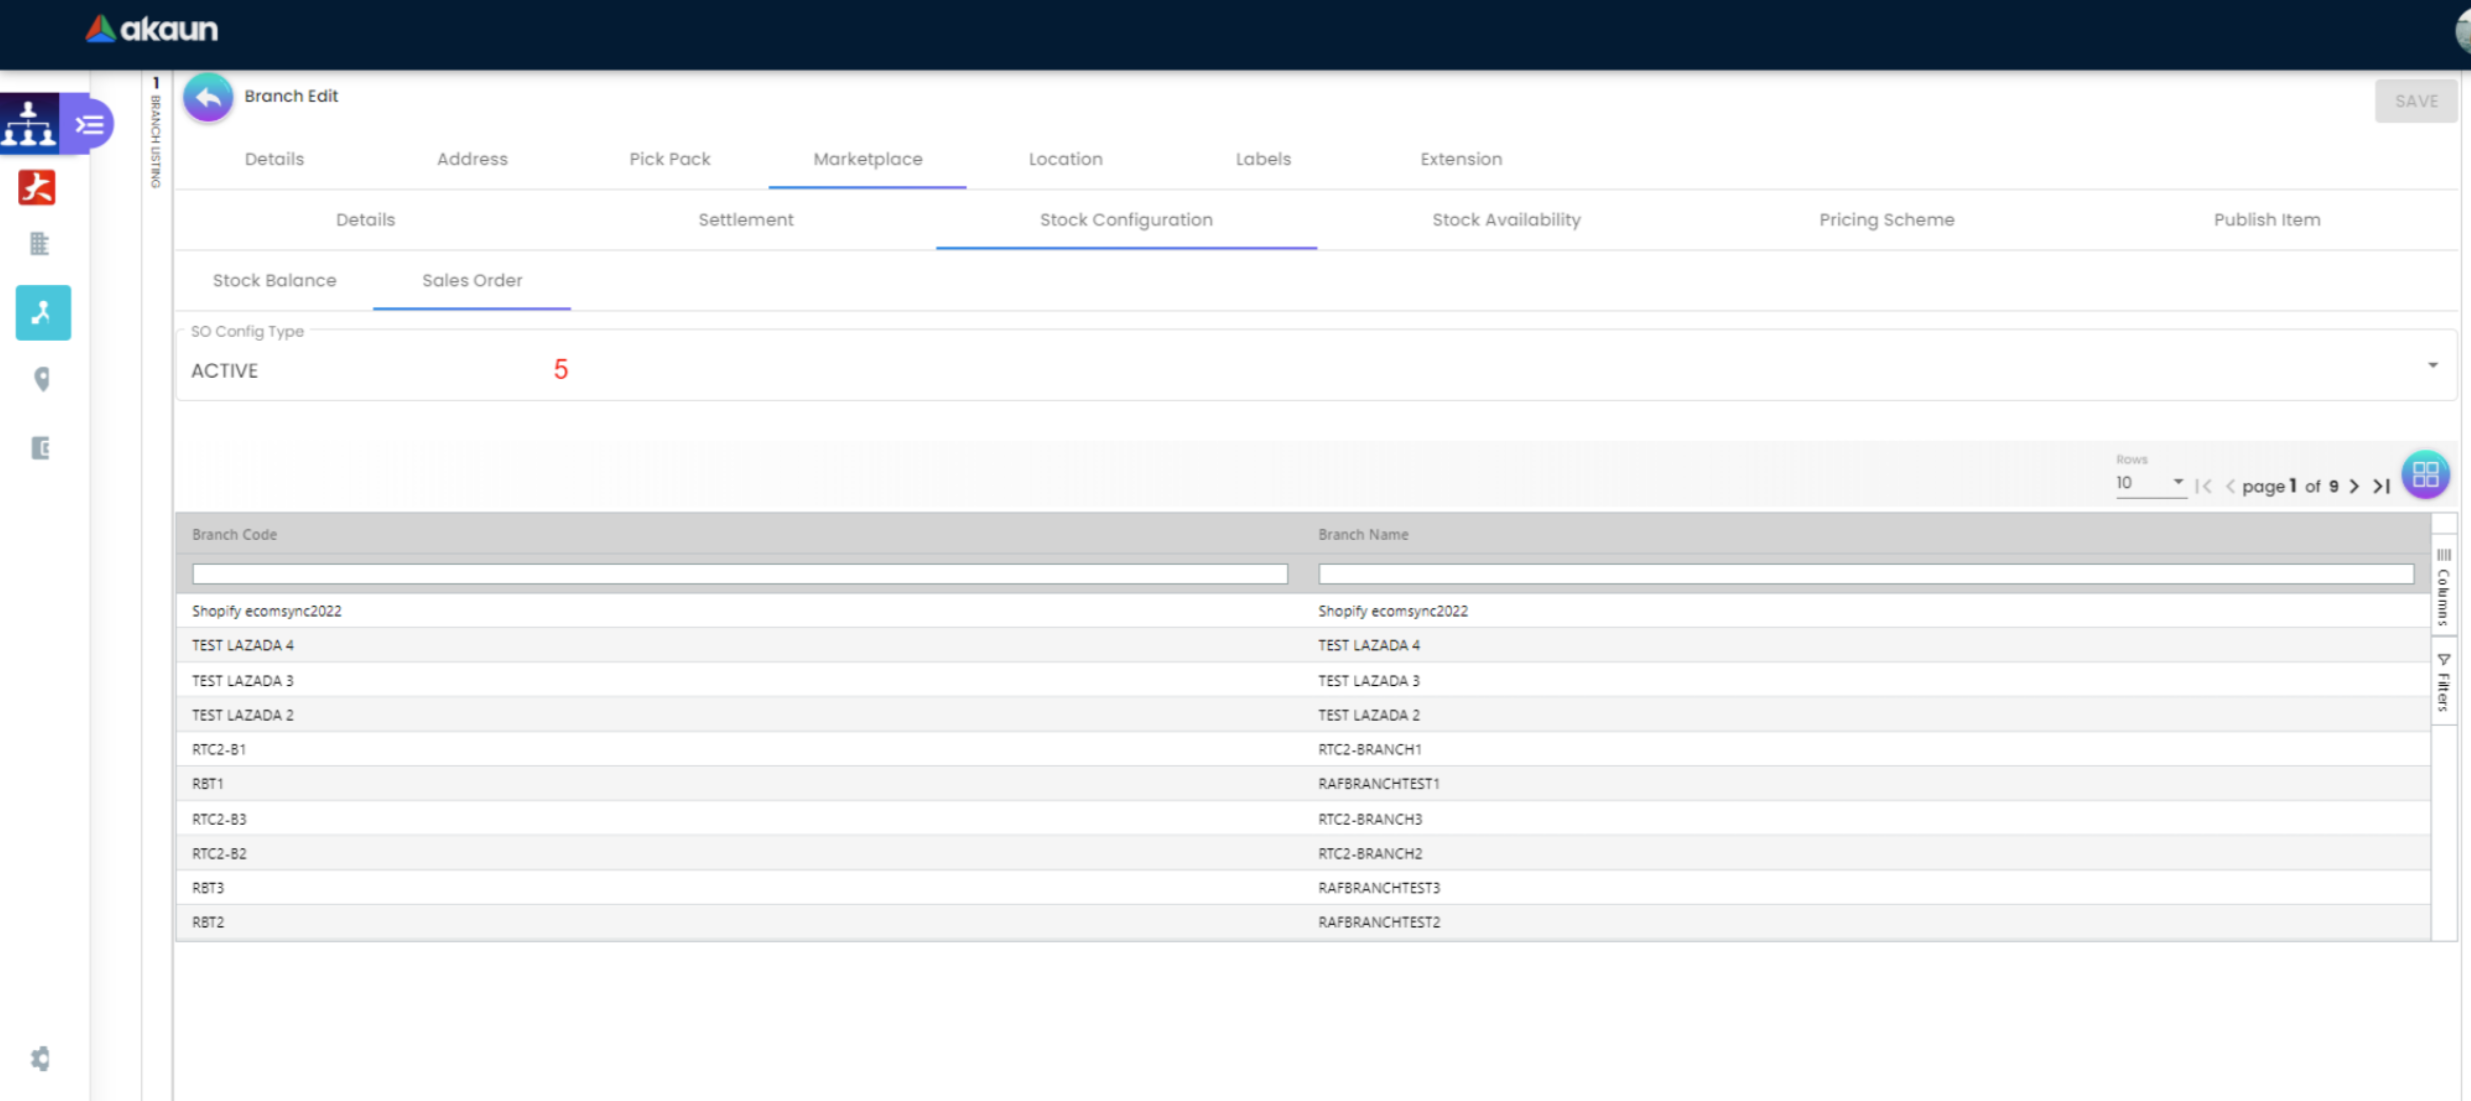 akaun
1 BRANCH LISTING
Branch Edit
SAVE
Details Address Pick Pack Marketplace Location Labels Extension
Details Settlement Stock Configuration Stock Availability Pricing Scheme Publish Item
Stock Balance Sales Order
SO Config Type
ACTIVE 5
Rows
10 page 1 of 9
Branch Code Branch Name
Shopify ecomsync2022 Shopify ecomsync2022
TEST LAZADA 4 TEST LAZADA 4
TEST LAZADA 3 TEST LAZADA 3
TEST LAZADA 2 TEST LAZADA 2
RTC2-B1 RTC2-BRANCH1
RBT1 RAFBRANCHTEST1
RTC2-B3 RTC2-BRANCH3
RTC2-B2 RTC2-BRANCH2
RBT3 RAFBRANCHTEST3
RBT2 RAFBRANCHTEST2
Columns
Filters